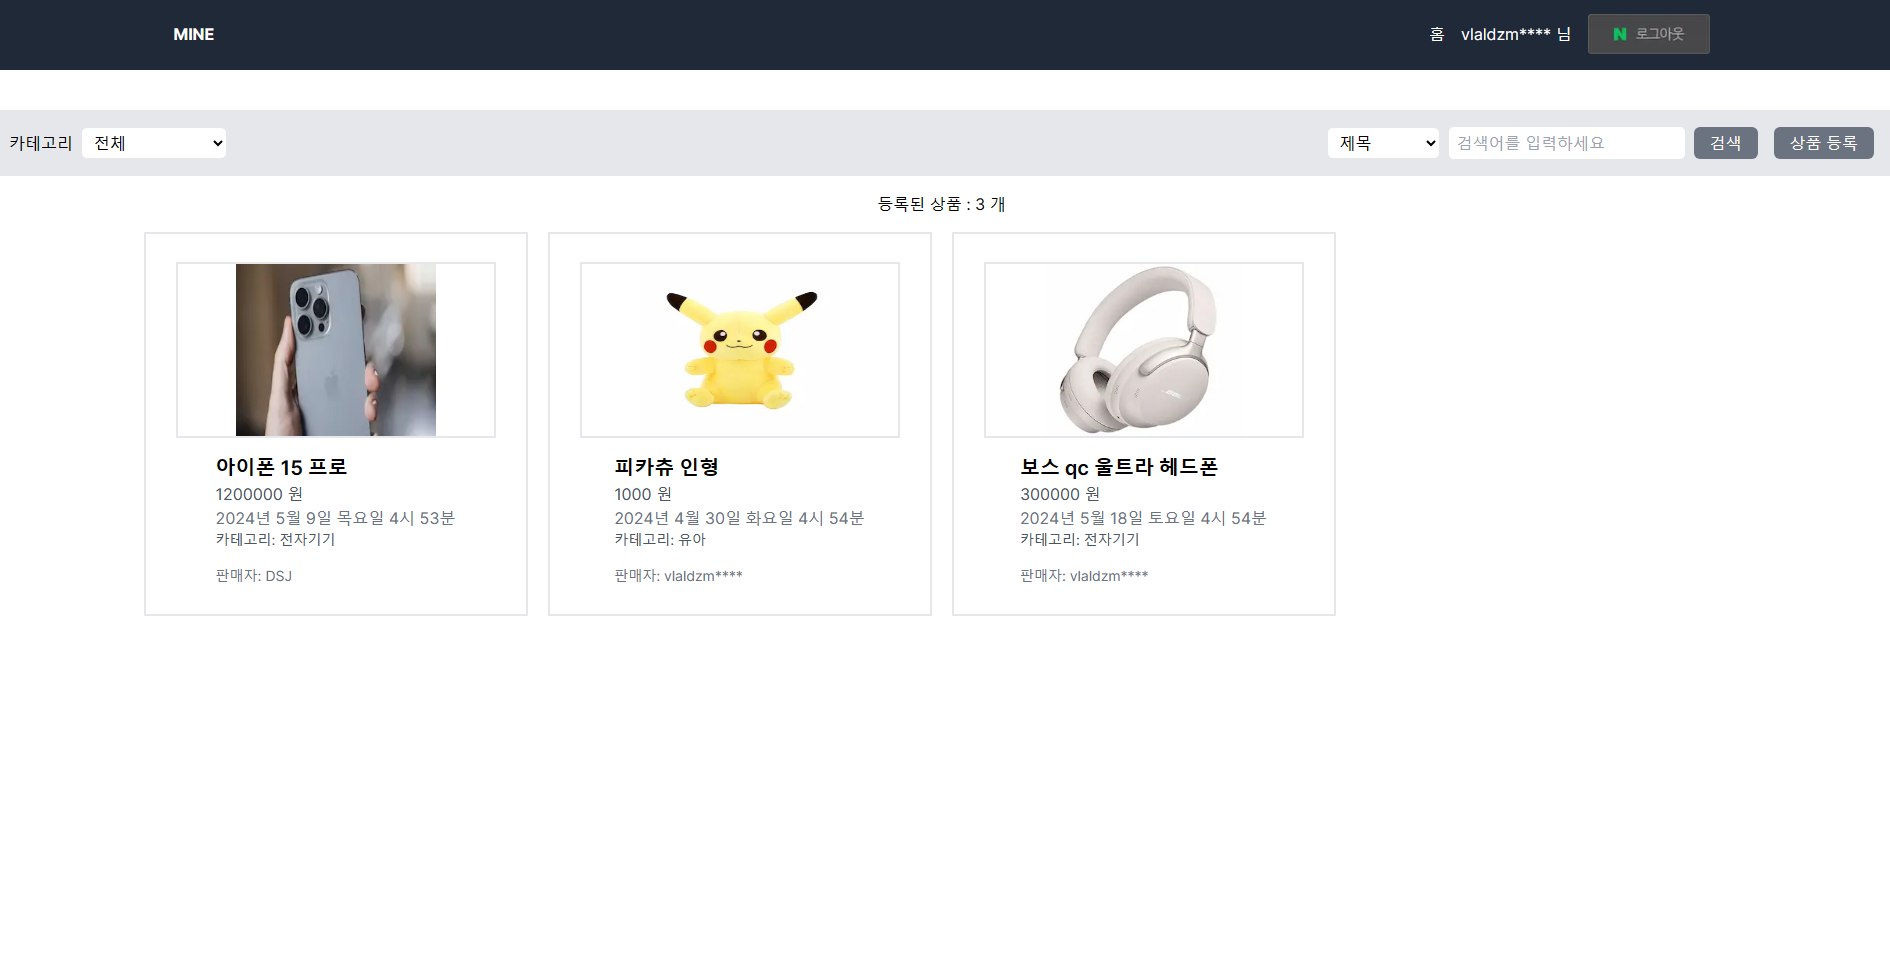 MINE
홈 vlaldzm**** 님 N 로그아웃
카테고리 전체 제목 검색어를 입력하세요 검색 상품 등록
등록된 상품 : 3 개
아이폰 15 프로
1200000 원
2024년 5월 9일 목요일 4시 53분
카테고리: 전자기기
판매자: DSJ
피카츄 인형
1000 원
2024년 4월 30일 화요일 4시 54분
카테고리: 유아
판매자: vlaldzm****
보스 qc 울트라 헤드폰
300000 원
2024년 5월 18일 토요일 4시 54분
카테고리: 전자기기
판매자: vlaldzm****